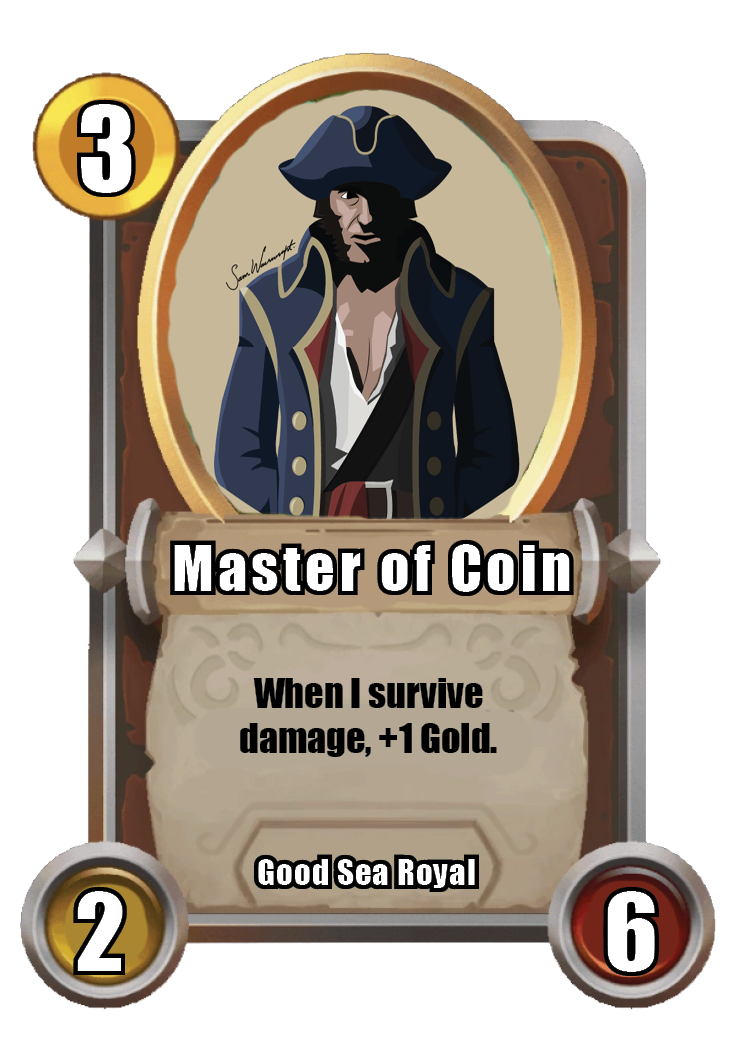 3
Master of Coin
When I survive
damage, +1 Gold.
Good Sea Royal
2
6